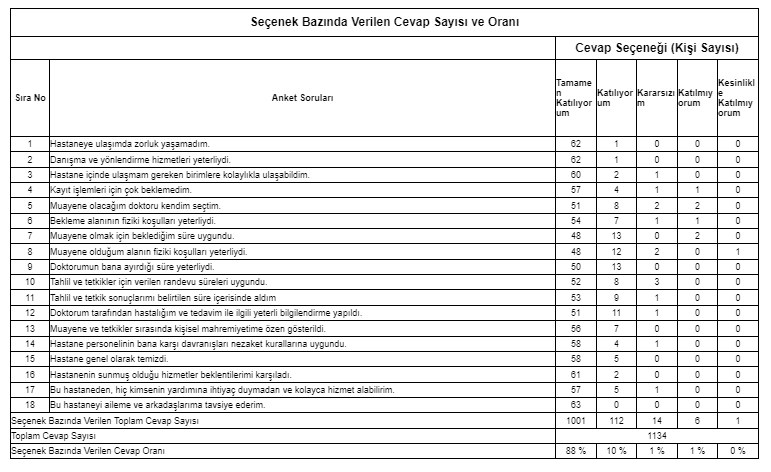 Seçenek Bazında Verilen Cevap Sayısı ve Oranı
Cevap Seçeneği (Kişi Sayısı)
Sıra No Anket Soruları Tamamen Katılıyorum Katılıyorum Kararsızım Katılmıyorum Kesinlikle Katılmıyorum
1 Hastaneye ulaşımda zorluk yaşamadım. 62 1 0 0 0
2 Danışma ve yönlendirme hizmetleri yeterliydi. 62 1 0 0 0
3 Hastane içinde ulaşmam gereken birimlere kolaylıkla ulaşabildim. 60 2 1 0 0
4 Kayıt işlemleri için çok beklemedim. 57 4 1 1 0
5 Muayene olacağım doktoru kendim seçtim. 51 8 2 2 0
6 Bekleme alanının fiziki koşulları yeterliydi. 54 7 1 1 0
7 Muayene olmak için beklediğim süre uygundu. 48 13 0 2 0
8 Muayene olduğum alanın fiziki koşulları yeterliydi. 48 12 2 0 1
9 Doktorumun bana ayırdığı süre yeterliydi. 50 13 0 0 0
10 Tahlil ve tetkikler için verilen randevu süreleri uygundu. 52 8 3 0 0
11 Tahlil ve tetkik sonuçlarımı belirtilen süre içerisinde aldım 53 9 1 0 0
12 Doktorum tarafından hastalığım ve tedavim ile ilgili yeterli bilgilendirme yapıldı. 51 11 1 0 0
13 Muayene ve tetkikler sırasında kişisel mahremiyetime özen gösterildi. 56 7 0 0 0
14 Hastane personelinin bana karşı davranışları nezaket kurallarına uygundu. 58 4 1 0 0
15 Hastane genel olarak temizdi. 58 5 0 0 0
16 Hastanenin sunmuş olduğu hizmetler beklentilerimi karşıladı. 61 2 0 0 0
17 Bu hastaneden, hiç kimsenin yardımına ihtiyaç duymadan ve kolayca hizmet alabilirim. 57 5 1 0 0
18 Bu hastaneyi aileme ve arkadaşlarıma tavsiye ederim. 63 0 0 0 0
Seçenek Bazında Verilen Toplam Cevap Sayısı 1001 112 14 6 1
Toplam Cevap Sayısı 1134
Seçenek Bazında Verilen Cevap Oranı 88 % 10 % 1 % 1 % 0 %